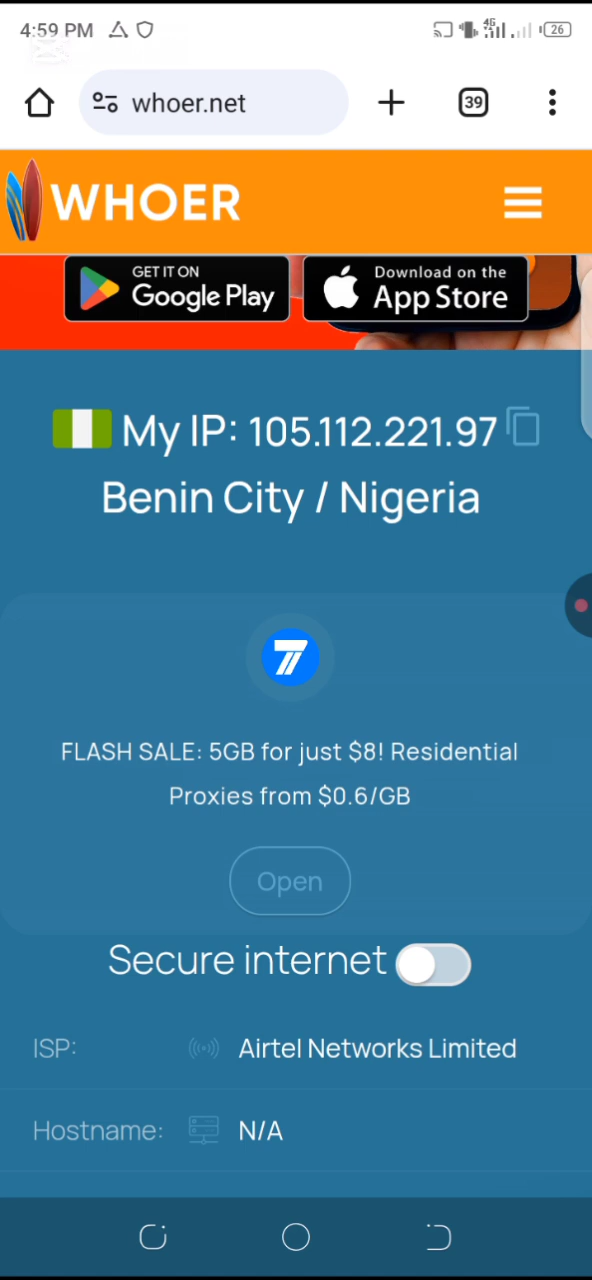 4:59 PM
4G
26
whoer.net
39
WHOER
GET IT ON
Google Play
Download on the
App Store
My IP: 105.112.221.97
Benin City / Nigeria
FLASH SALE: 5GB for just $8! Residential
Proxies from $0.6/GB
Open
Secure internet
ISP:
Airtel Networks Limited
Hostname:
N/A